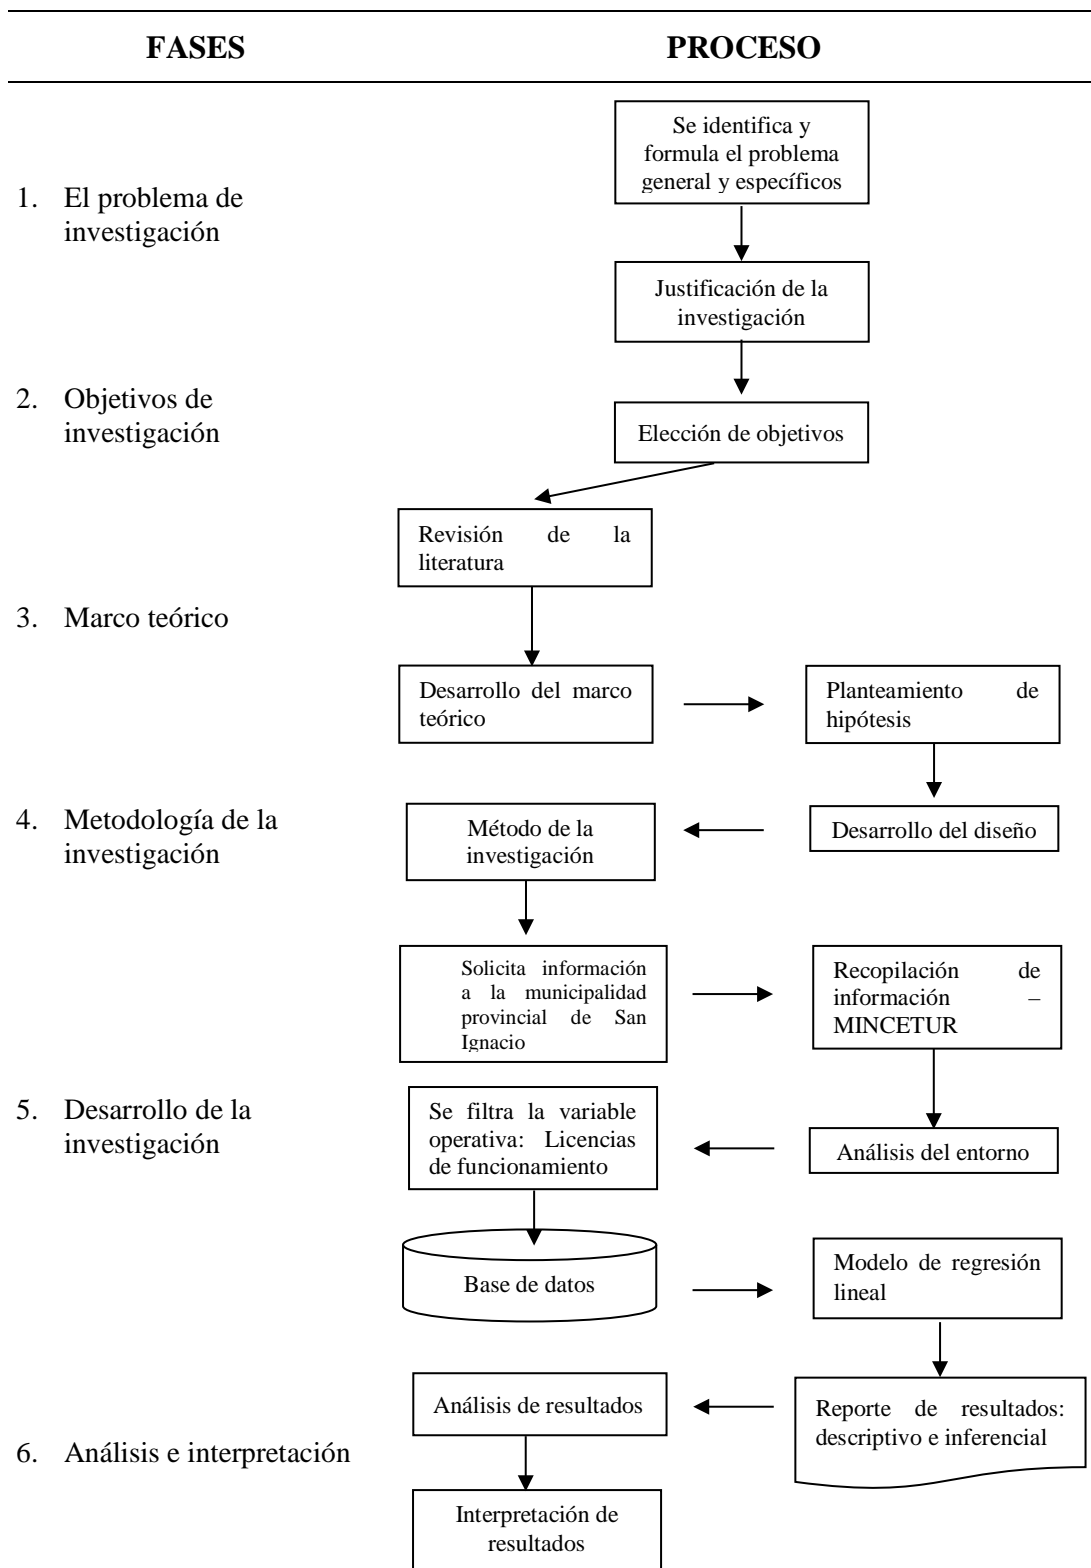 FASES PROCESO
Se identifica y
formula el problema
general y específicos
1. El problema de
investigación
Justificación de la
investigación
2. Objetivos de
investigación
Elección de objetivos
Revisión de la
literatura
3. Marco teórico
Desarrollo del marco
teórico
Planteamiento de
hipótesis
4. Metodología de la
investigación
Método de la
investigación
Desarrollo del diseño
Solicita información
a la municipalidad
provincial de San
Ignacio
Recopilación de
información –
MINCETUR
5. Desarrollo de la
investigación
Se filtra la variable
operativa: Licencias
de funcionamiento
Análisis del entorno
Base de datos
Modelo de regresión
lineal
Análisis de resultados
Reporte de resultados:
descriptivo e inferencial
6. Análisis e interpretación
Interpretación de
resultados